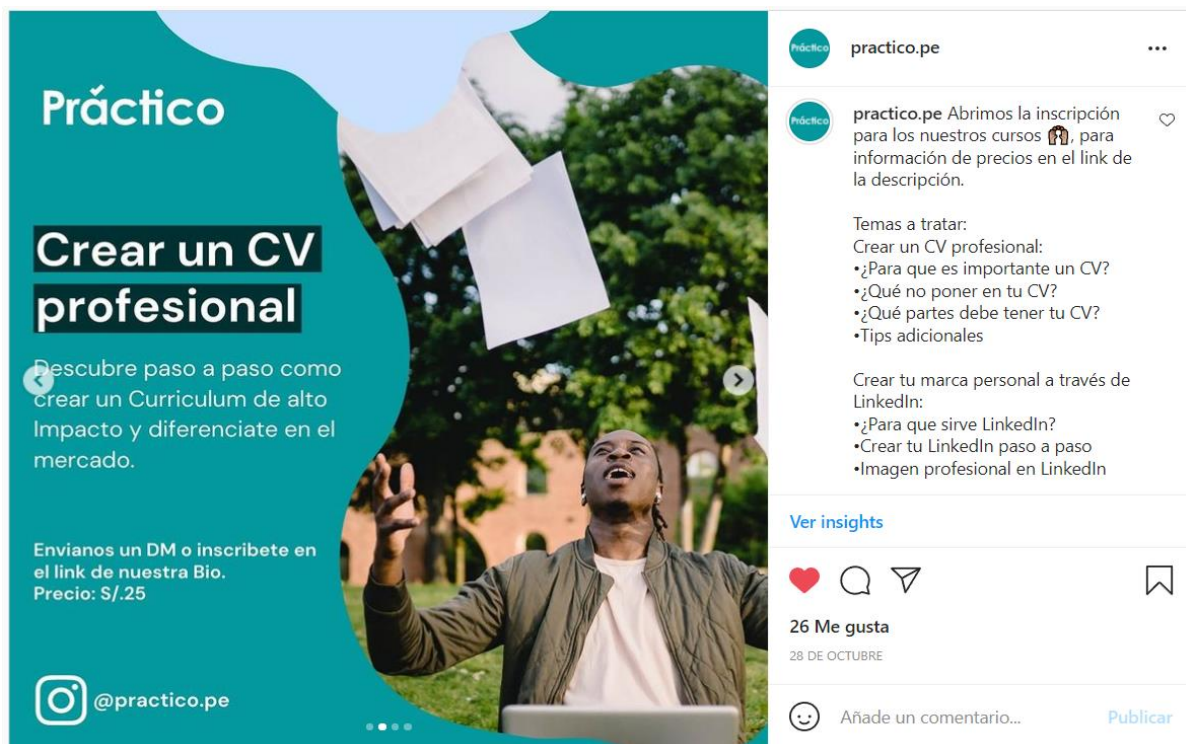 Práctico
Crear un CV
profesional
Descubre paso a paso como
crear un Curriculum de alto
Impacto y diferenciate en el
mercado.
Envianos un DM o inscribete en
el link de nuestra Bio.
Precio: S/.25
@practico.pe
Práctico
practico.pe
Práctico
practico.pe Abrimos la inscripción
para los nuestros cursos 🙌🏽, para
información de precios en el link de
la descripción.
Temas a tratar:
Crear un CV profesional:
•¿Para que es importante un CV?
•¿Qué no poner en tu CV?
•¿Qué partes debe tener tu CV?
•Tips adicionales
Crear tu marca personal a través de
LinkedIn:
•¿Para que sirve LinkedIn?
•Crear tu LinkedIn paso a paso
•Imagen profesional en LinkedIn
Ver insights
26 Me gusta
28 DE OCTUBRE
Añade un comentario...
Publicar